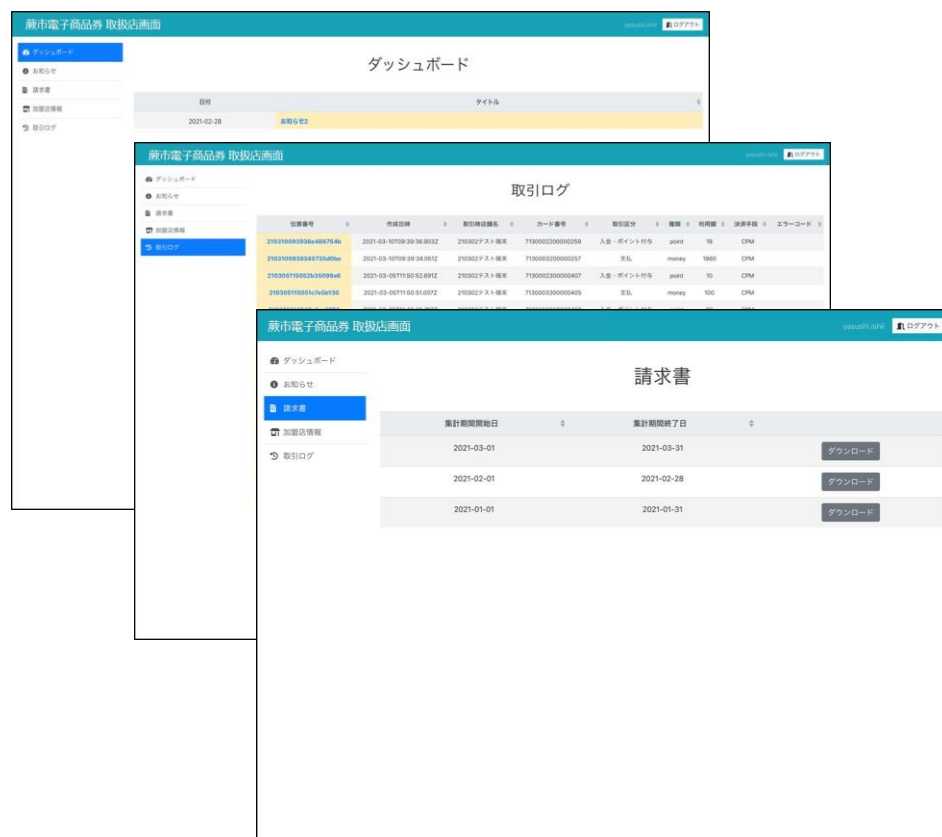 蕨市電子商品券 取扱店画面
yasushi.ishii ログアウト
ダッシュボード
お知らせ
請求書
加盟店情報
取引ログ
ダッシュボード
日付 タイトル
2021-02-28 お知らせ2
蕨市電子商品券 取扱店画面
yasushi.ishii ログアウト
ダッシュボード
お知らせ
請求書
加盟店情報
取引ログ
取引ログ
伝票番号 作成日時 取引時店舗名 カード番号 取引区分 種類 利用額 決済手段 エラーコード
2021-03-10T09:39:36.903Z 210302テスト端末 7130002200000259 入金・ポイント付与 point 18 CPM
2021-03-10T09:39:34.051Z 210302テスト端末 7130003200000257 支払 money 1980 CPM
2021-03-05T11:50:52.691Z 210302テスト端末 7130002300000407 入金・ポイント付与 point 10 CPM
210305115051c7e5b130 2021-03-05T11:50:51.007Z 210302テスト端末 7130003300000405 支払 money 100 CPM
蕨市電子商品券 取扱店画面
yasushi.ishii ログアウト
ダッシュボード
お知らせ
請求書
加盟店情報
取引ログ
請求書
集計期間開始日 集計期間終了日
2021-03-01 2021-03-31 ダウンロード
2021-02-01 2021-02-28 ダウンロード
2021-01-01 2021-01-31 ダウンロード